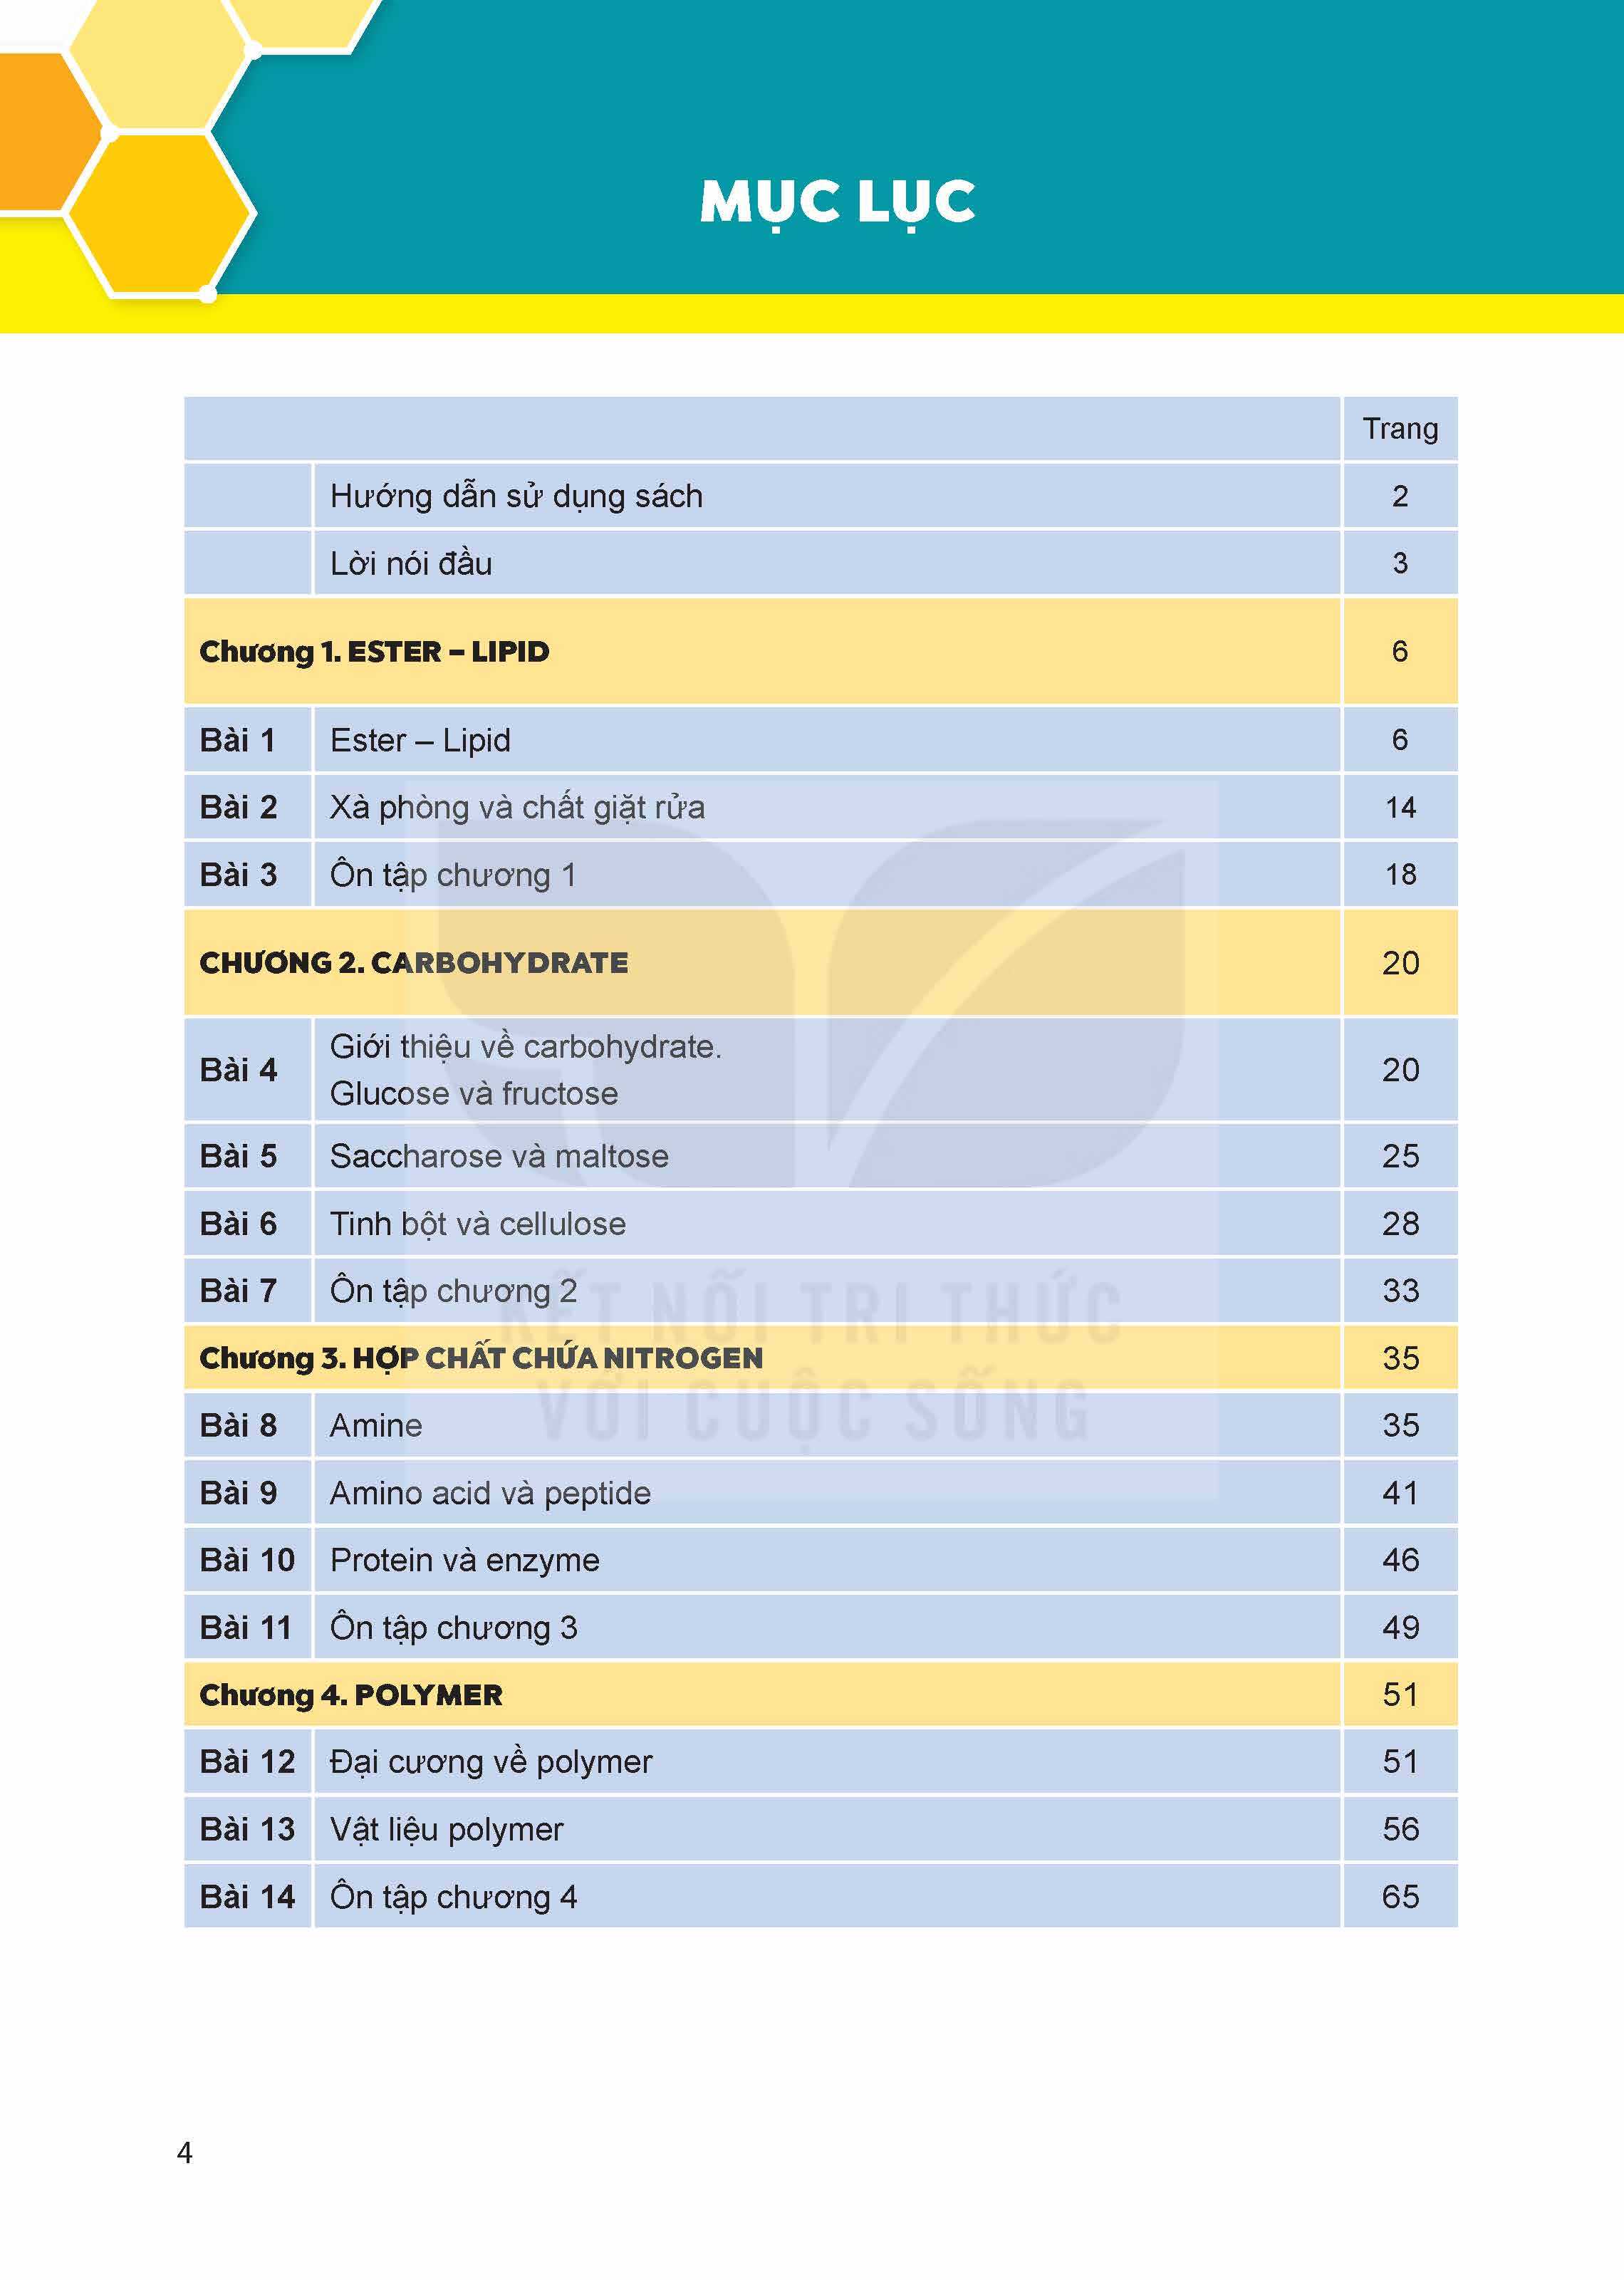 MỤC LỤC
Trang
Hướng dẫn sử dụng sách 2
Lời nói đầu 3
Chương 1. ESTER – LIPID 6
Bài 1 Ester – Lipid 6
Bài 2 Xà phòng và chất giặt rửa 14
Bài 3 Ôn tập chương 1 18
CHƯƠNG 2. CARBOHYDRATE 20
Bài 4 Giới thiệu về carbohydrate.
Glucose và fructose 20
Bài 5 Saccharose và maltose 25
Bài 6 Tinh bột và cellulose 28
Bài 7 Ôn tập chương 2 33
KẾT NỐI TRI THỨC
Chương 3. HỢP CHẤT CHỨA NITROGEN 35
VỚI CUỘC SỐNG
Bài 8 Amine 35
Bài 9 Amino acid và peptide 41
Bài 10 Protein và enzyme 46
Bài 11 Ôn tập chương 3 49
Chương 4. POLYMER 51
Bài 12 Đại cương về polymer 51
Bài 13 Vật liệu polymer 56
Bài 14 Ôn tập chương 4 65
4